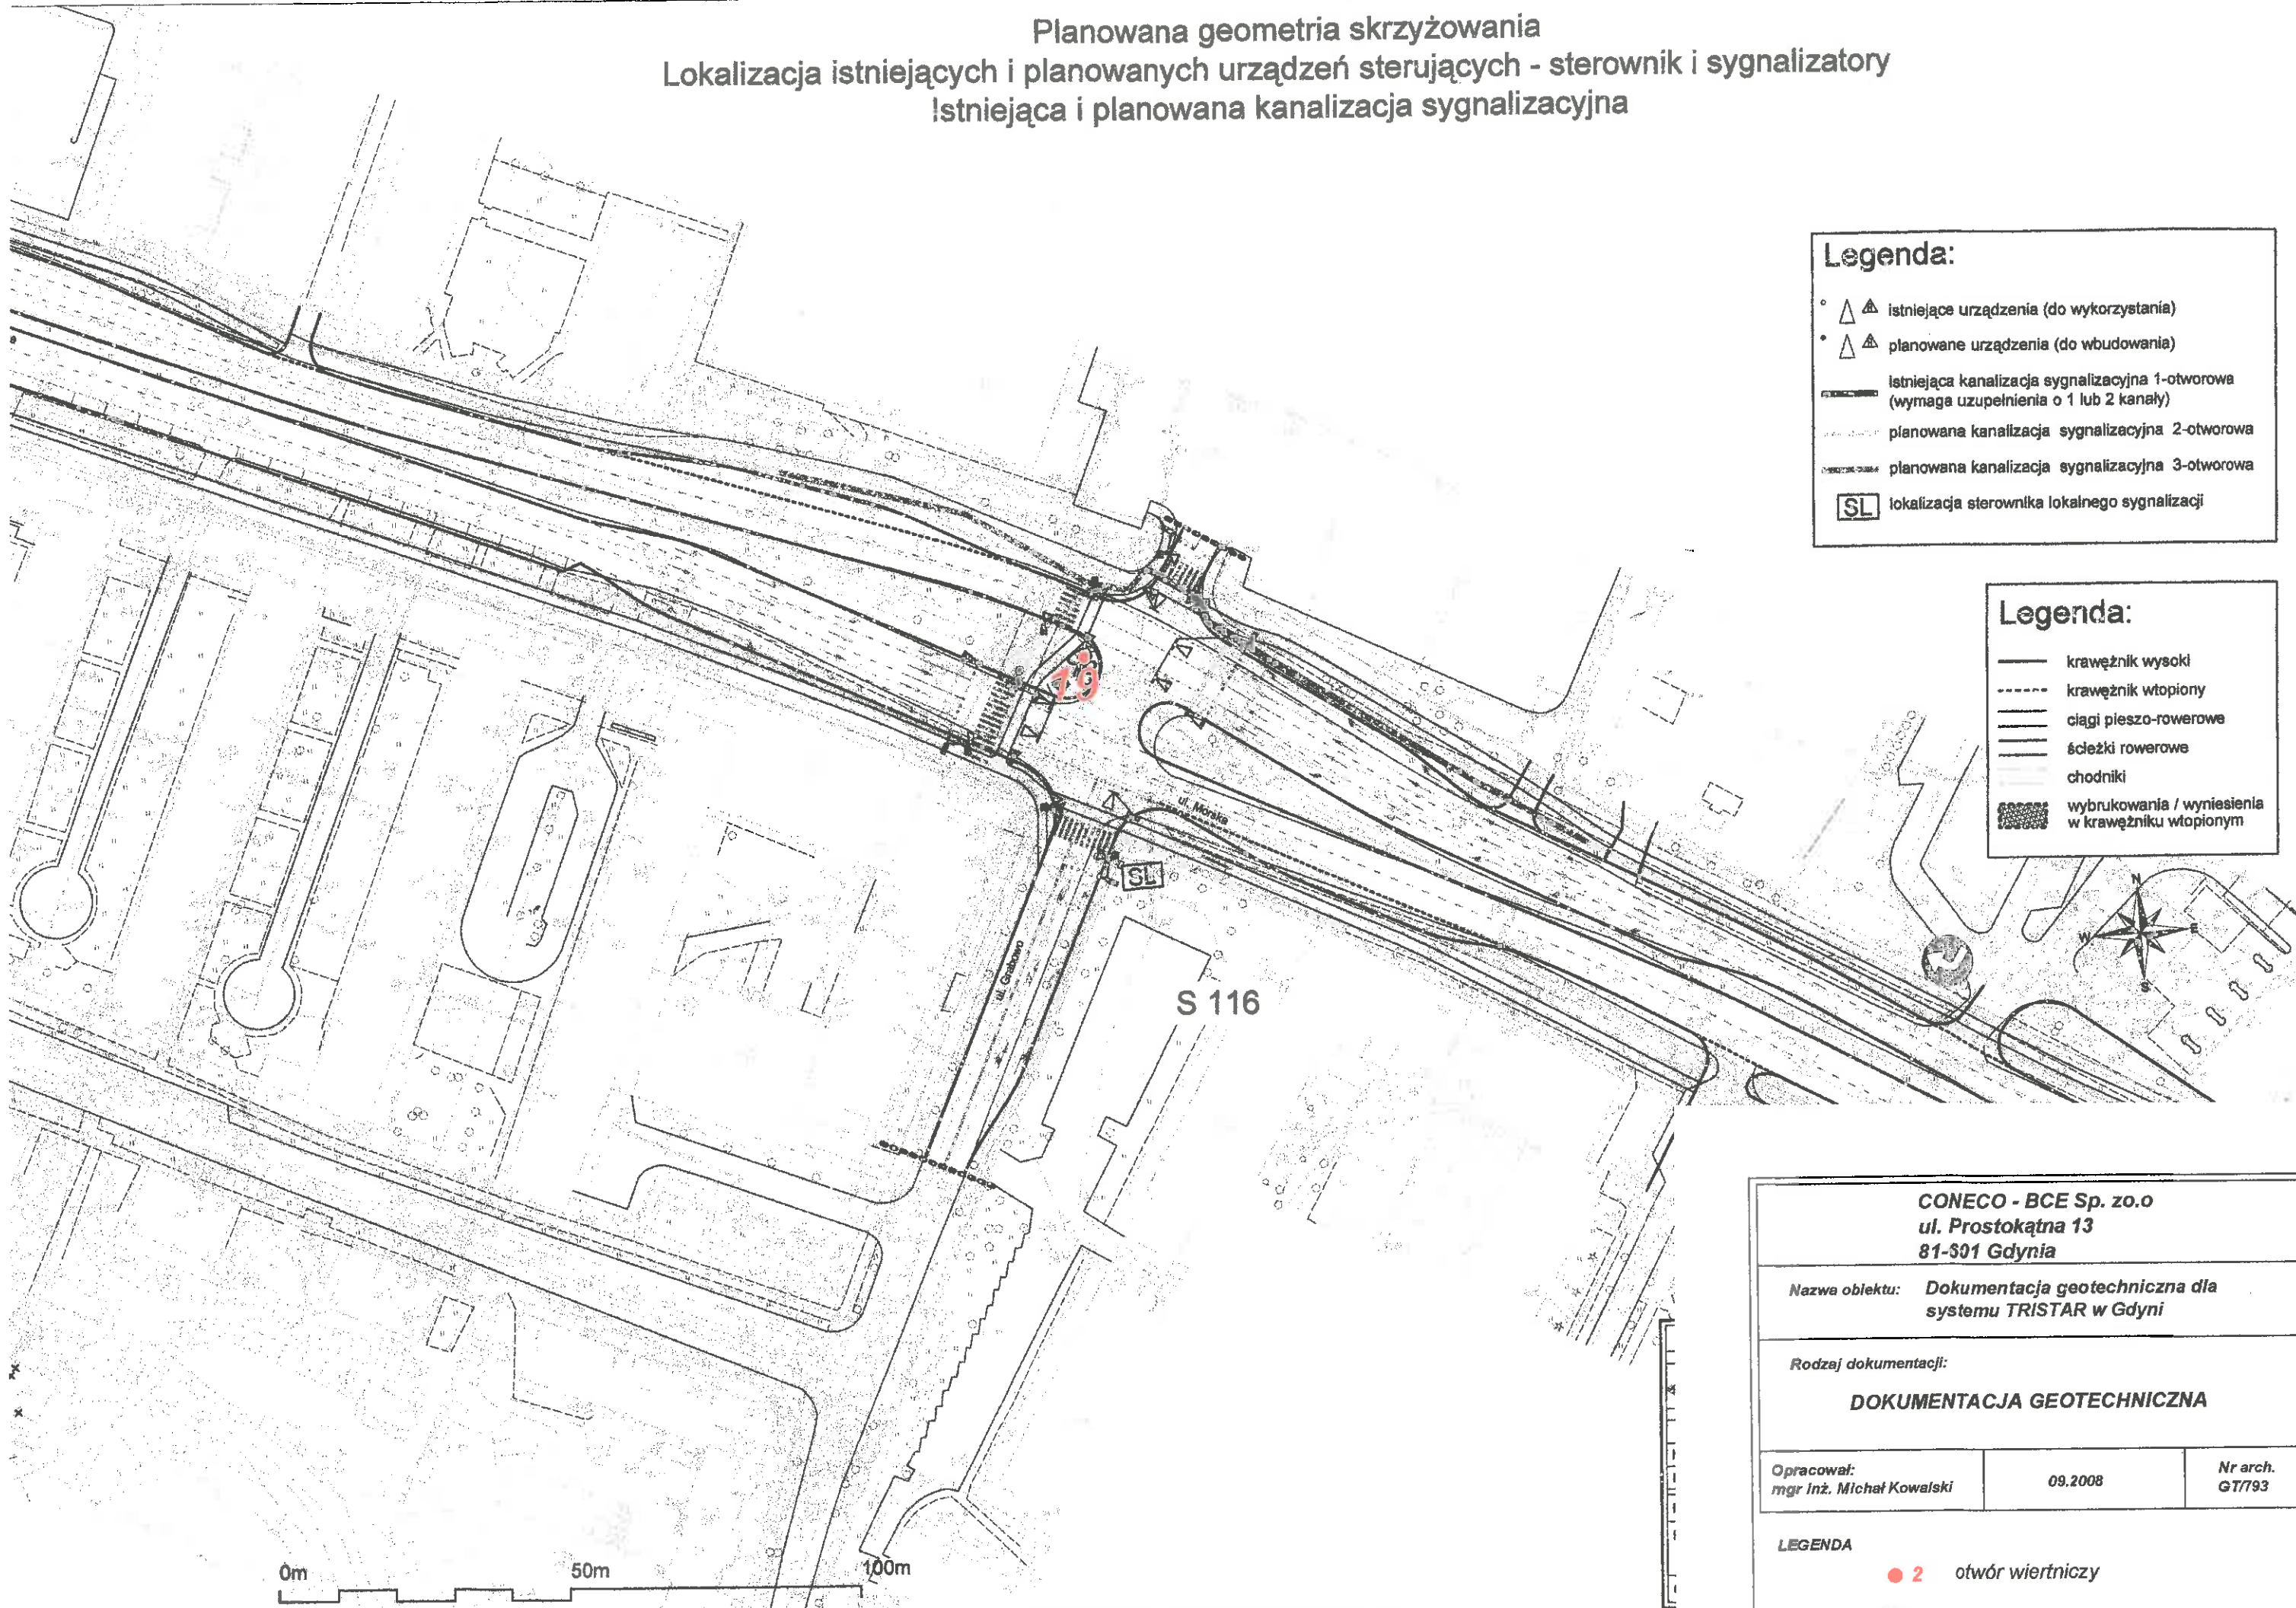 Planowana geometria skrzyżowania
Lokalizacja istniejących i planowanych urządzeń sterujących - sterownik i sygnalizatory
Istniejąca i planowana kanalizacja sygnalizacyjna
Legenda:
istniejące urządzenia (do wykorzystania)
planowane urządzenia (do wbudowania)
istniejąca kanalizacja sygnalizacyjna 1-otworowa
(wymaga uzupełnienia o 1 lub 2 kanały)
planowana kanalizacja sygnalizacyjna 2-otworowa
planowana kanalizacja sygnalizacyjna 3-otworowa
SL lokalizacja sterownika lokalnego sygnalizacji
Legenda:
krawężnik wysoki
krawężnik wtopiony
ciągi pieszo-rowerowe
ścieżki rowerowe
chodniki
wybrukowania / wyniesienia
w krawężniku wtopionym
19
ul. Morska
SL
ul. Grabowo
S 116
N
W
E
S
CONECO - BCE Sp. zo.o
ul. Prostokątna 13
81-801 Gdynia
Nazwa obiektu: Dokumentacja geotechniczna dla
systemu TRISTAR w Gdyni
Rodzaj dokumentacji:
DOKUMENTACJA GEOTECHNICZNA
Opracował:
mgr inż. Michał Kowalski
09.2008
Nr arch.
GT/793
LEGENDA
2 otwór wiertniczy
0m 50m 100m